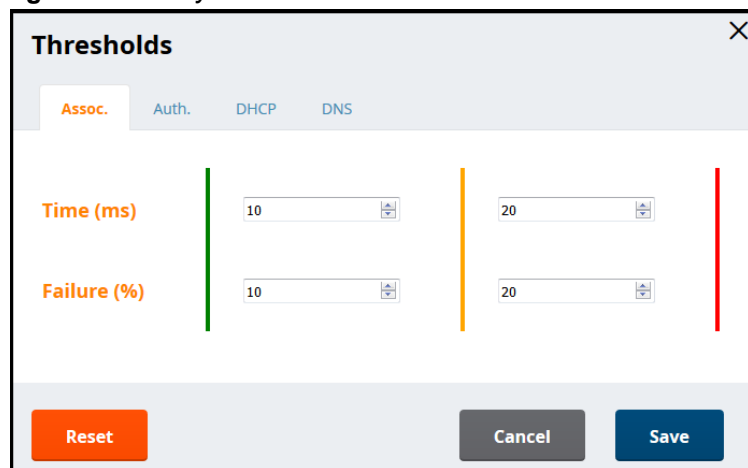 Thresholds
Assoc. Auth. DHCP DNS
Time (ms) 10 20
Failure (%) 10 20
Reset Cancel Save